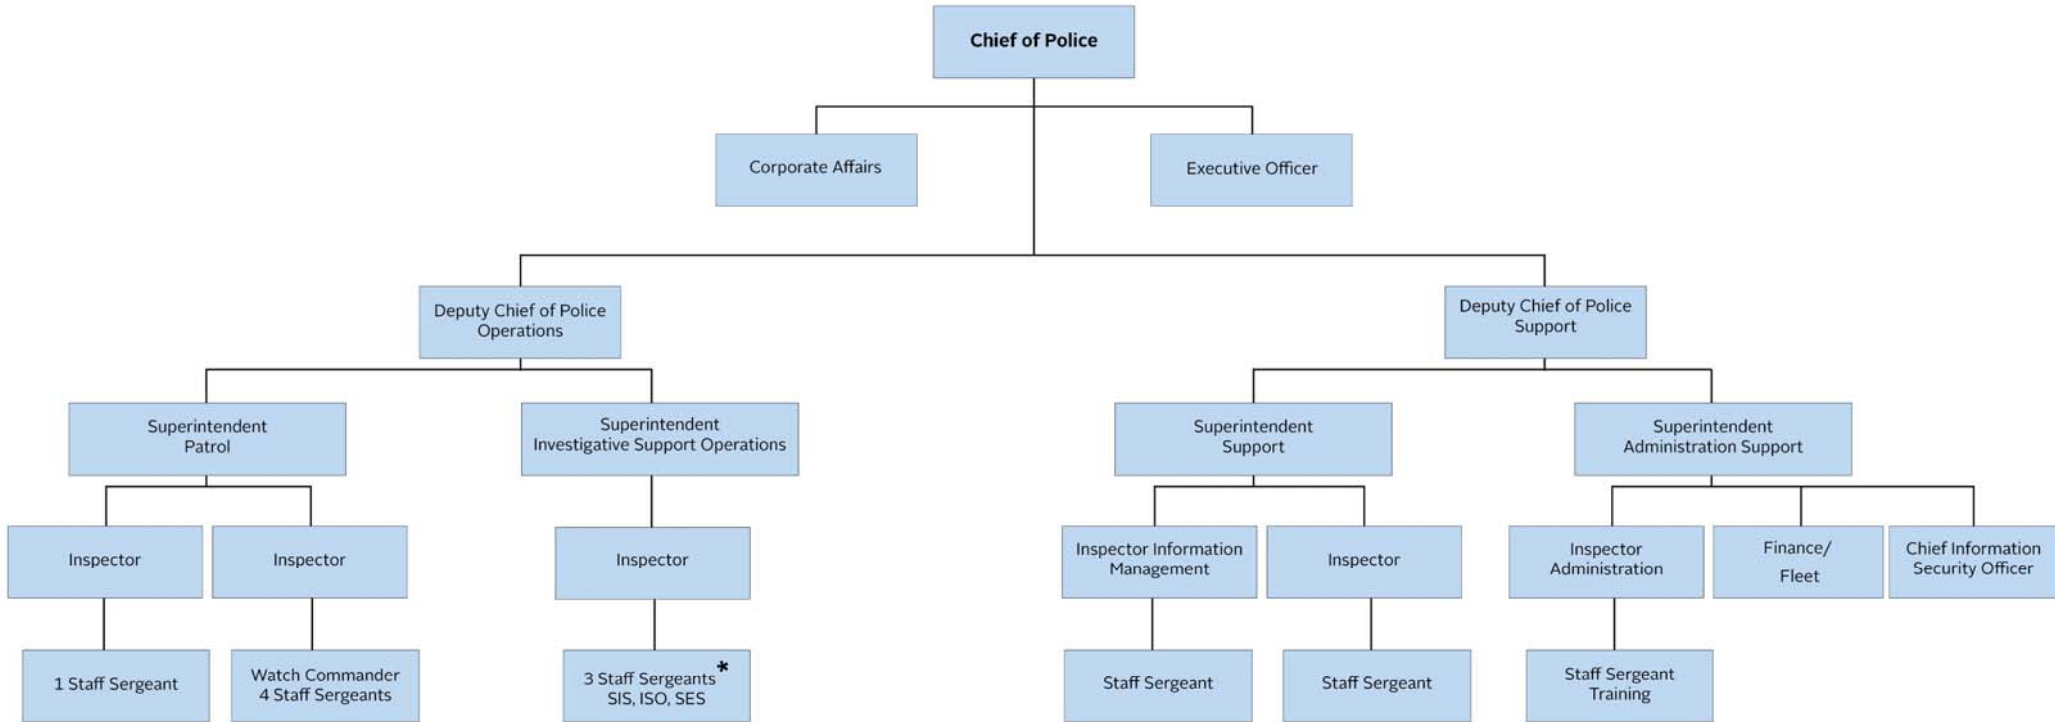 Chief of Police
Corporate Affairs
Executive Officer
Deputy Chief of Police
Operations
Deputy Chief of Police
Support
Superintendent
Patrol
Superintendent
Investigative Support Operations
Superintendent
Support
Superintendent
Administration Support
Inspector
Inspector
Inspector
Inspector Information
Management
Inspector
Inspector
Administration
Finance/
Fleet
Chief Information
Security Officer
1 Staff Sergeant
Watch Commander
4 Staff Sergeants
3 Staff Sergeants*
SIS, ISO, SES
Staff Sergeant
Staff Sergeant
Staff Sergeant
Training